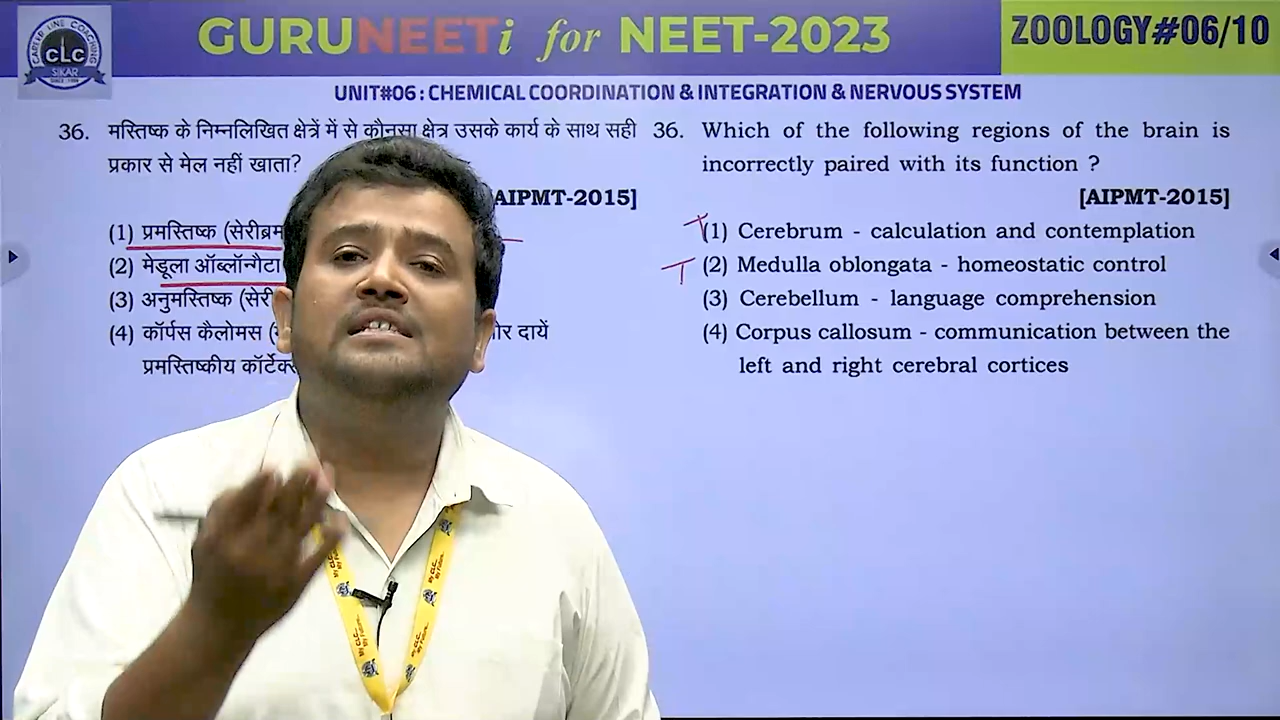 CAREER LINE COACHING
CLC
SIKAR
GURUNEETi for NEET-2023
ZOOLOGY#06/10
UNIT#06 : CHEMICAL COORDINATION & INTEGRATION & NERVOUS SYSTEM
36. मस्तिष्क के निम्नलिखित क्षेत्रें में से कौनसा क्षेत्र उसके कार्य के साथ सही
प्रकार से मेल नहीं खाता?
AIPMT-2015]
(1) प्रमस्तिष्क (सेरीब्रम
(2) मेडूला ऑब्लॉन्गैटा
(3) अनुमस्तिष्क (सेरी
(4) कॉर्पस कैलोमस ( और दायें
प्रमस्तिष्कीय कॉर्टेक्स
36. Which of the following regions of the brain is
incorrectly paired with its function ?
[AIPMT-2015]
T
(1) Cerebrum - calculation and contemplation
T
(2) Medulla oblongata - homeostatic control
(3) Cerebellum - language comprehension
(4) Corpus callosum - communication between the
left and right cerebral cortices